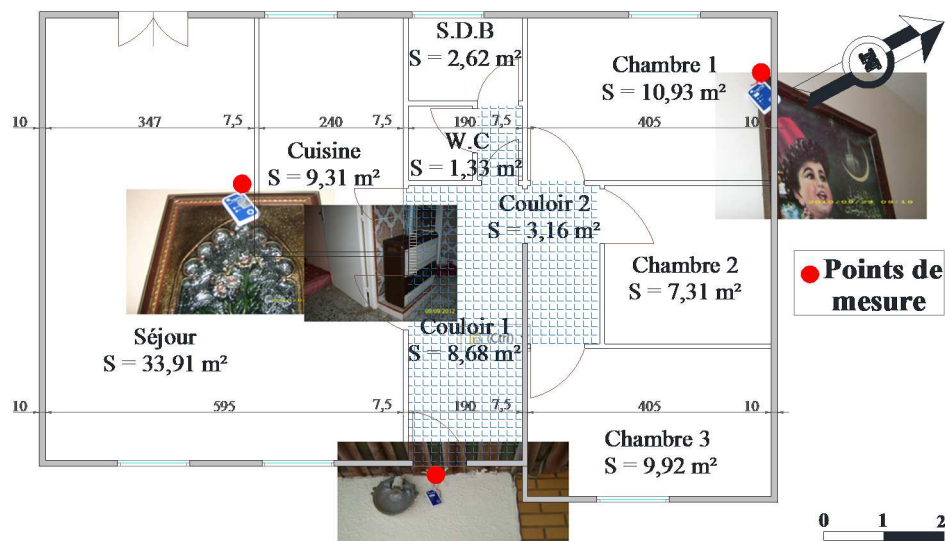 S.D.B
S = 2,62 m²
Chambre 1
S = 10,93 m²
10
347
7,5
240
7,5
190
7,5
405
10
W.C
S = 1,33 m²
Cuisine
S = 9,31 m²
Couloir 2
S = 3,16 m²
Chambre 2
S = 7,31 m²
Points de
mesure
Séjour
S = 33,91 m²
Couloir 1
S = 8,68 m²
(Ctrl)
10
595
7,5
190
7,5
405
10
Chambre 3
S = 9,92 m²
0 1 2